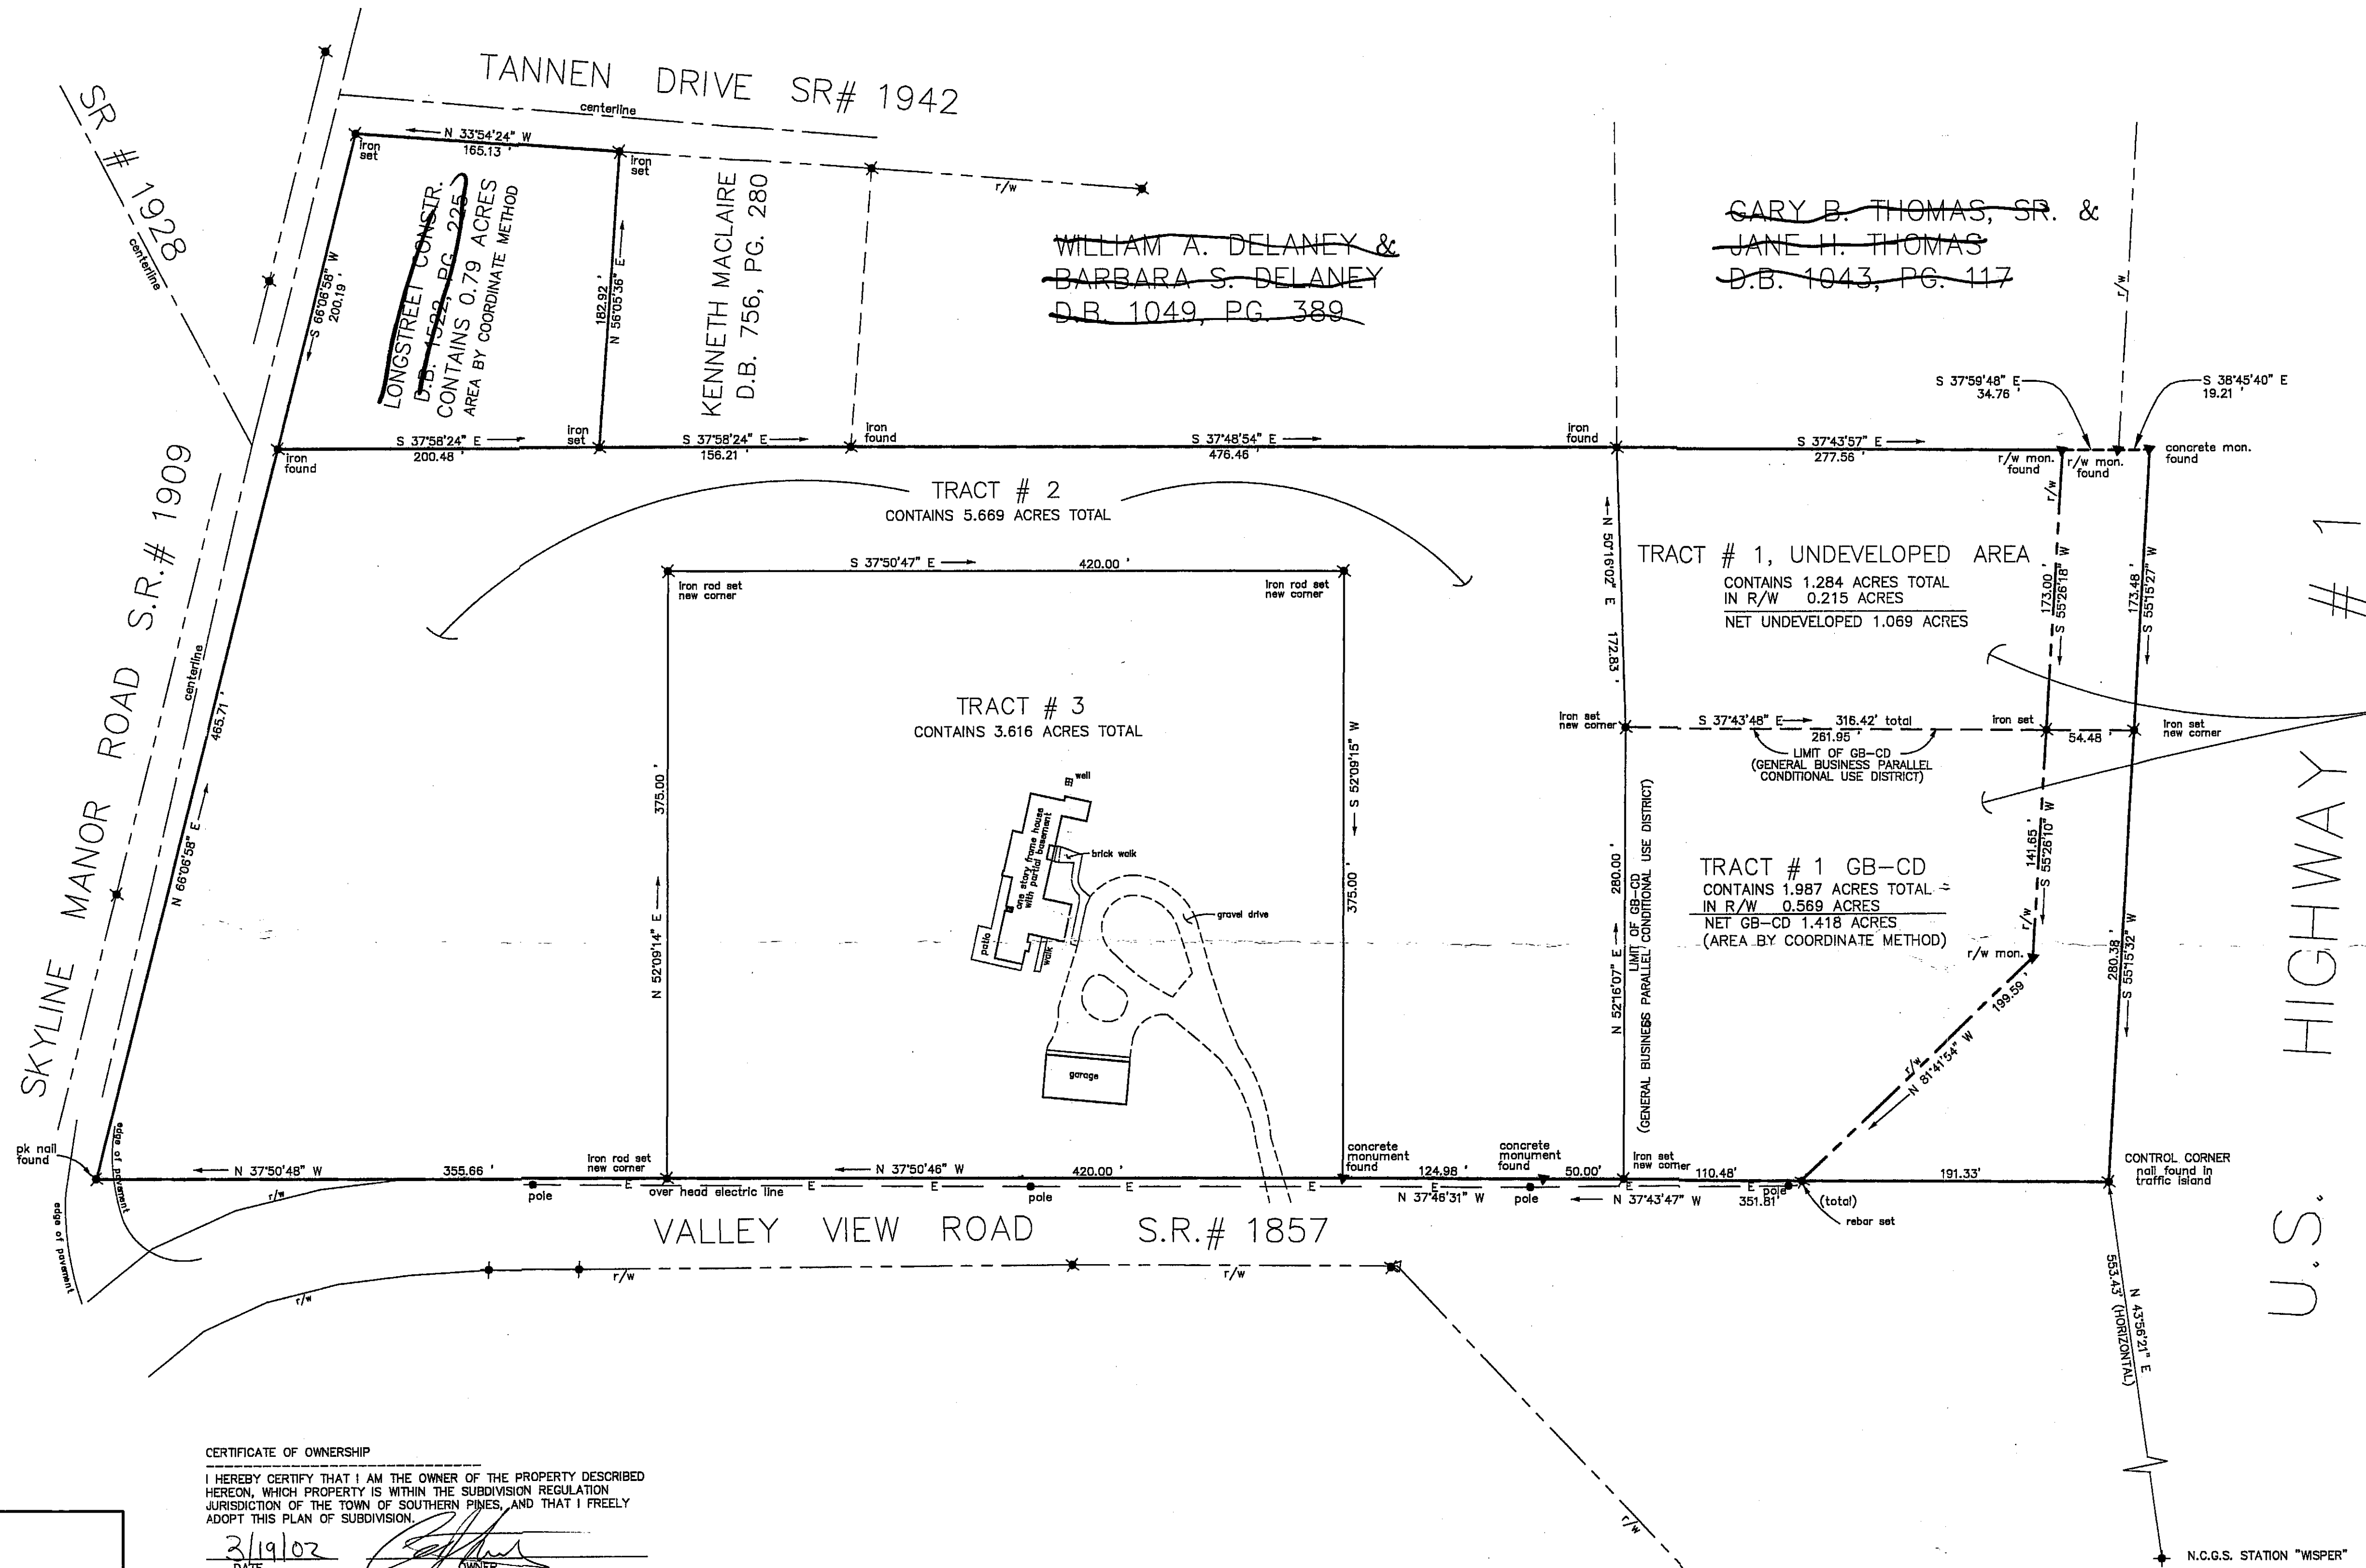 TANNEN DRIVE SR# 1942
centerline
SR # 1928
centerline
N 33°54'24" W
165.13 '
iron
set
iron
set
S 66°06'58" W
200.19 '
LONGSTREET CONSTR.
D.B. 1522, PG. 225
CONTAINS 0.79 ACRES
AREA BY COORDINATE METHOD
182.92 '
N 56°05'36" E
KENNETH MACLAIRE
D.B. 756, PG. 280
r/w
WILLIAM A. DELANEY &
BARBARA S. DELANEY
D.B. 1049, PG. 389
GARY B. THOMAS, SR. &
JANE H. THOMAS
D.B. 1043, PG. 117
r/w
S 37°59'48" E
34.76 '
S 38°45'40" E
19.21 '
iron
found
S 37°58'24" E
200.48 '
iron
set
S 37°58'24" E
156.21 '
iron
found
S 37°48'54" E
476.46 '
iron
found
S 37°43'57" E
277.56 '
r/w mon.
found
r/w mon.
found
concrete mon.
found
SKYLINE MANOR ROAD S.R.# 1909
centerline
465.71 '
N 66°06'58" E
TRACT # 2
CONTAINS 5.669 ACRES TOTAL
S 37°50'47" E
420.00 '
iron rod set
new corner
iron rod set
new corner
N 50°16'02" E
172.83 '
TRACT # 1, UNDEVELOPED AREA
CONTAINS 1.284 ACRES TOTAL
IN R/W 0.215 ACRES
NET UNDEVELOPED 1.069 ACRES
r/w
173.00 '
S 55°26'18" W
173.48 '
S 55°15'27" W
U.S. HIGHWAY # 1
TRACT # 3
CONTAINS 3.616 ACRES TOTAL
375.00 '
N 52°09'14" E
S 52°09'15" W
375.00 '
iron set
new corner
S 37°43'48" E
316.42' total
261.95'
iron set
54.48 '
iron set
new corner
LIMIT OF GB-CD
(GENERAL BUSINESS PARALLEL
CONDITIONAL USE DISTRICT)
well
one story frame house
with partial basement
brick walk
patio
walk
gravel drive
garage
N 52°16'07" E
280.00 '
LIMIT OF GB-CD
(GENERAL BUSINESS PARALLEL CONDITIONAL USE DISTRICT)
TRACT # 1 GB-CD
CONTAINS 1.987 ACRES TOTAL
IN R/W 0.569 ACRES
NET GB-CD 1.418 ACRES
(AREA BY COORDINATE METHOD)
141.65 '
S 55°26'10" W
r/w
r/w mon.
199.59 '
r/w
N 81°41'54" W
280.38 '
S 55°15'32" W
pk nail
found
edge of pavement
edge of pavement
N 37°50'48" W
355.66 '
iron rod set
new corner
N 37°50'46" W
420.00 '
concrete
monument
found
124.98 '
concrete
monument
found
50.00'
iron set
new corner
110.48'
191.33'
CONTROL CORNER
nail found in
traffic island
r/w
pole
E
over head electric line
E
E
pole
E
E
E
E
N 37°46'31" W
pole
E
N 37°43'47" W
E
E
pole
351.81'
(total)
rebar set
VALLEY VIEW ROAD S.R.# 1857
r/w
r/w
r/w
r/w
553.43' (HORIZONTAL)
N 43°56'21" E
N.C.G.S. STATION "WISPER"
CERTIFICATE OF OWNERSHIP
I HEREBY CERTIFY THAT I AM THE OWNER OF THE PROPERTY DESCRIBED
HEREON, WHICH PROPERTY IS WITHIN THE SUBDIVISION REGULATION
JURISDICTION OF THE TOWN OF SOUTHERN PINES, AND THAT I FREELY
ADOPT THIS PLAN OF SUBDIVISION.
3/19/02
DATE
OWNER